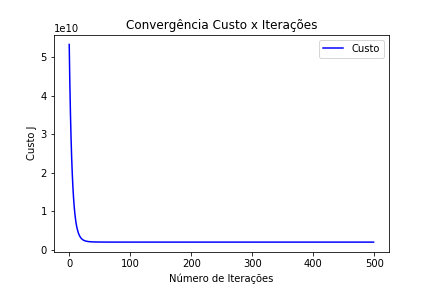 Convergência Custo x Iterações
1e10
Custo
5
4
3
2
1
0
Custo J
0 100 200 300 400 500
Número de Iterações